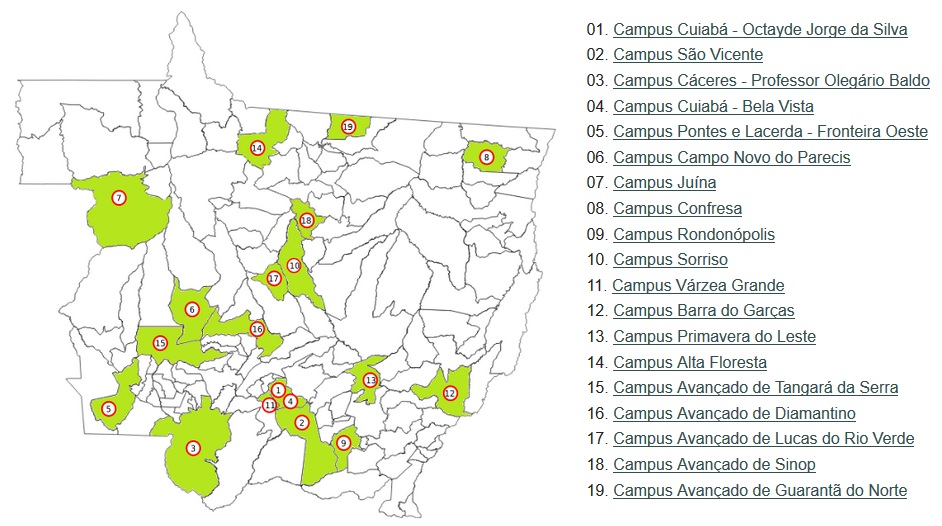 19
14
8
7
18
10
17
6
16
15
13
1
12
4
11
5
2
9
3
01. Campus Cuiabá - Octayde Jorge da Silva
02. Campus São Vicente
03. Campus Cáceres - Professor Olegário Baldo
04. Campus Cuiabá - Bela Vista
05. Campus Pontes e Lacerda - Fronteira Oeste
06. Campus Campo Novo do Parecis
07. Campus Juína
08. Campus Confresa
09. Campus Rondonópolis
10. Campus Sorriso
11. Campus Várzea Grande
12. Campus Barra do Garças
13. Campus Primavera do Leste
14. Campus Alta Floresta
15. Campus Avançado de Tangará da Serra
16. Campus Avançado de Diamantino
17. Campus Avançado de Lucas do Rio Verde
18. Campus Avançado de Sinop
19. Campus Avançado de Guarantã do Norte